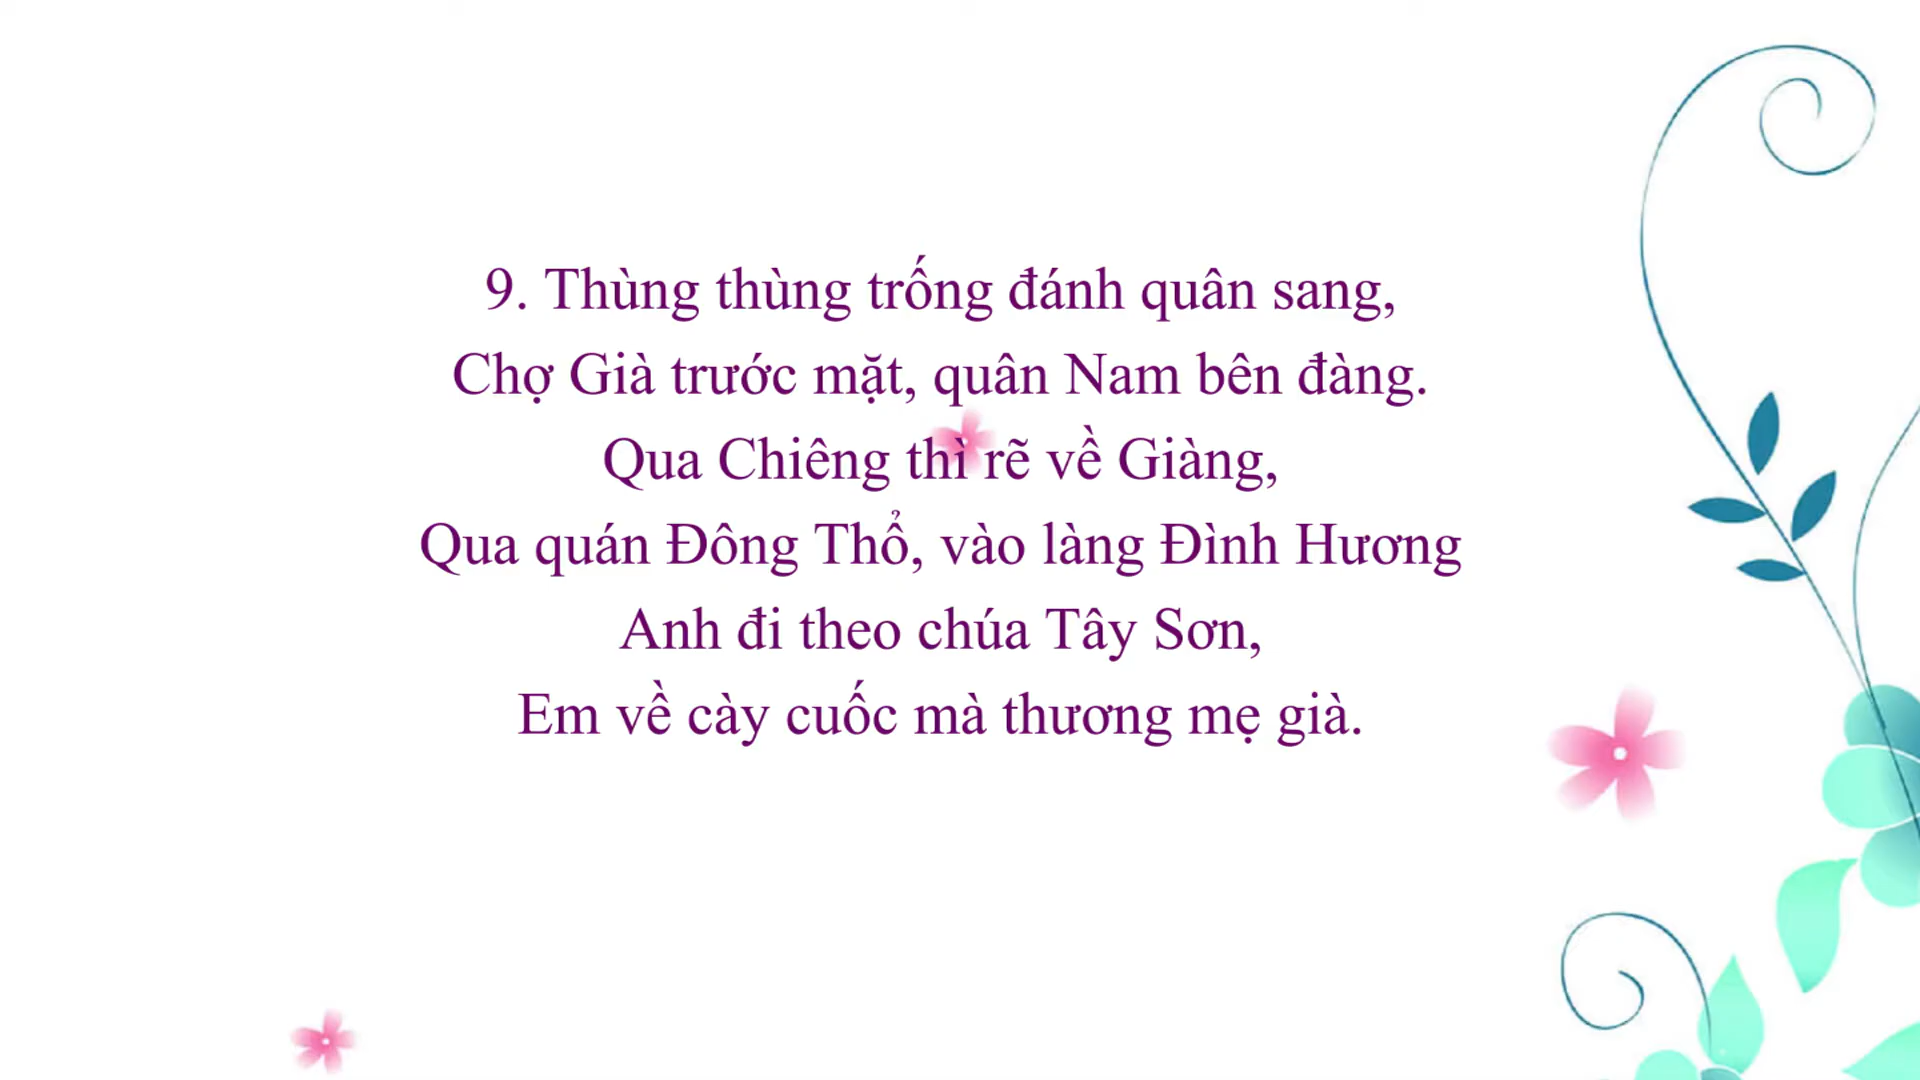 9. Thùng thùng trống đánh quân sang,
Chợ Già trước mặt, quân Nam bên đàng.
Qua Chiêng thì rẽ về Giàng,
Qua quán Đông Thổ, vào làng Đình Hương
Anh đi theo chúa Tây Sơn,
Em về cày cuốc mà thương mẹ già.